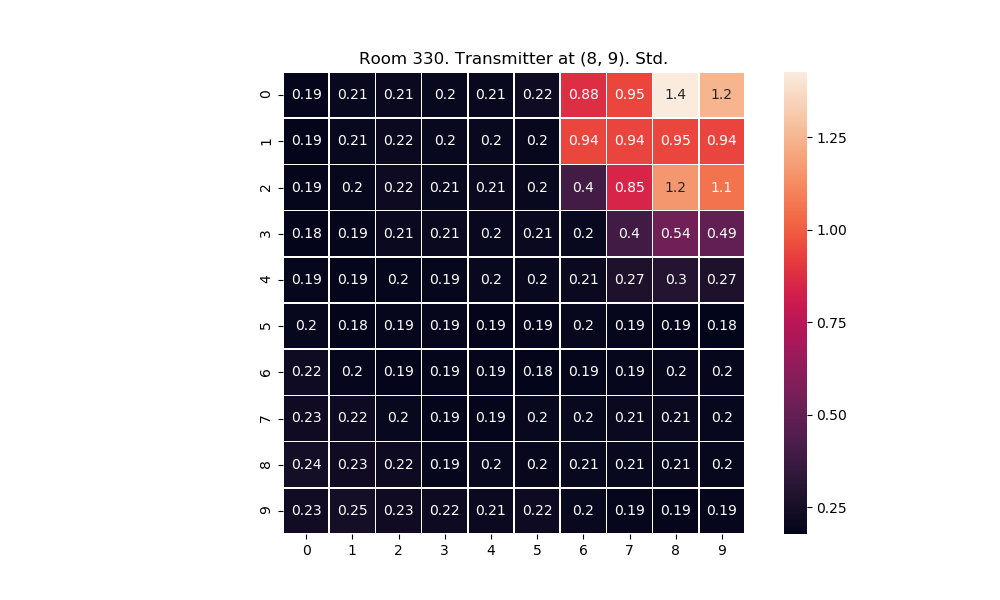 Room 330. Transmitter at (8, 9). Std.
0 0.19 0.21 0.21 0.2 0.21 0.22 0.88 0.95 1.4 1.2
1.25
1 0.19 0.21 0.22 0.2 0.2 0.2 0.94 0.94 0.95 0.94
2 0.19 0.2 0.22 0.21 0.21 0.2 0.4 0.85 1.2 1.1
1.00
3 0.18 0.19 0.21 0.21 0.2 0.21 0.2 0.4 0.54 0.49
4 0.19 0.19 0.2 0.19 0.2 0.2 0.21 0.27 0.3 0.27
0.75
5 0.2 0.18 0.19 0.19 0.19 0.19 0.2 0.19 0.19 0.18
6 0.22 0.2 0.19 0.19 0.19 0.18 0.19 0.19 0.2 0.2
0.50
7 0.23 0.22 0.2 0.19 0.19 0.2 0.2 0.21 0.21 0.2
8 0.24 0.23 0.22 0.19 0.2 0.2 0.21 0.21 0.21 0.2
0.25
9 0.23 0.25 0.23 0.22 0.21 0.22 0.2 0.19 0.19 0.19
0 1 2 3 4 5 6 7 8 9